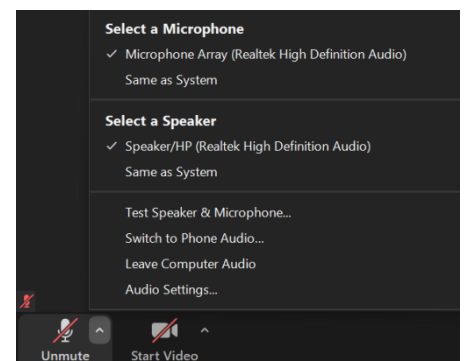 Select a Microphone
✓ Microphone Array (Realtek High Definition Audio)
Same as System
Select a Speaker
✓ Speaker/HP (Realtek High Definition Audio)
Same as System
Test Speaker & Microphone...
Switch to Phone Audio...
Leave Computer Audio
Audio Settings...
Unmute Start Video